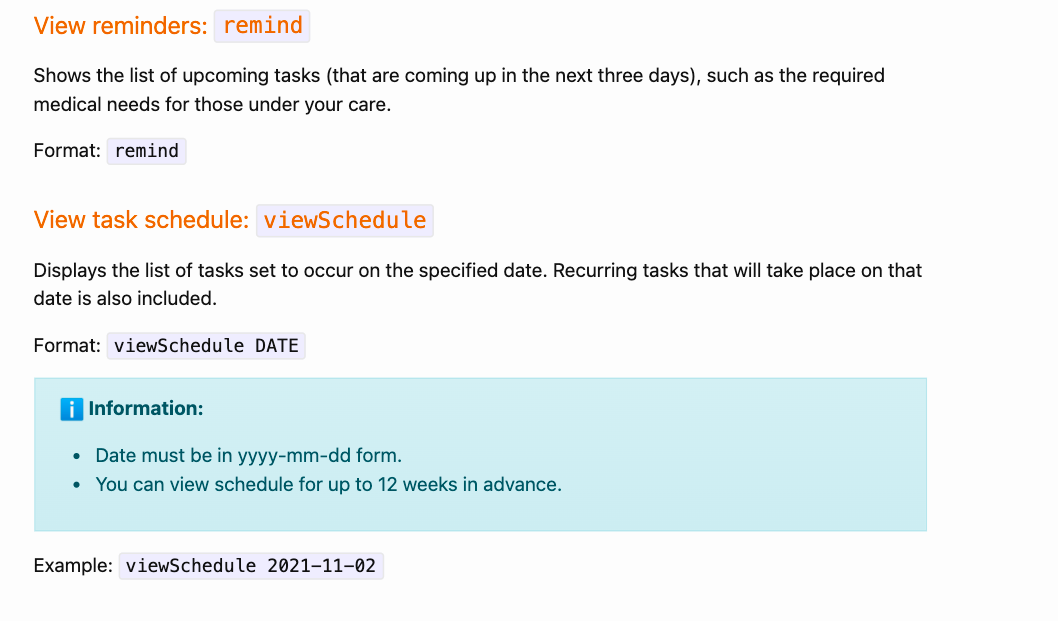 View reminders: remind
Shows the list of upcoming tasks (that are coming up in the next three days), such as the required
medical needs for those under your care.
Format: remind
View task schedule: viewSchedule
Displays the list of tasks set to occur on the specified date. Recurring tasks that will take place on that
date is also included.
Format: viewSchedule DATE
Information:
• Date must be in yyyy-mm-dd form.
• You can view schedule for up to 12 weeks in advance.
Example: viewSchedule 2021-11-02